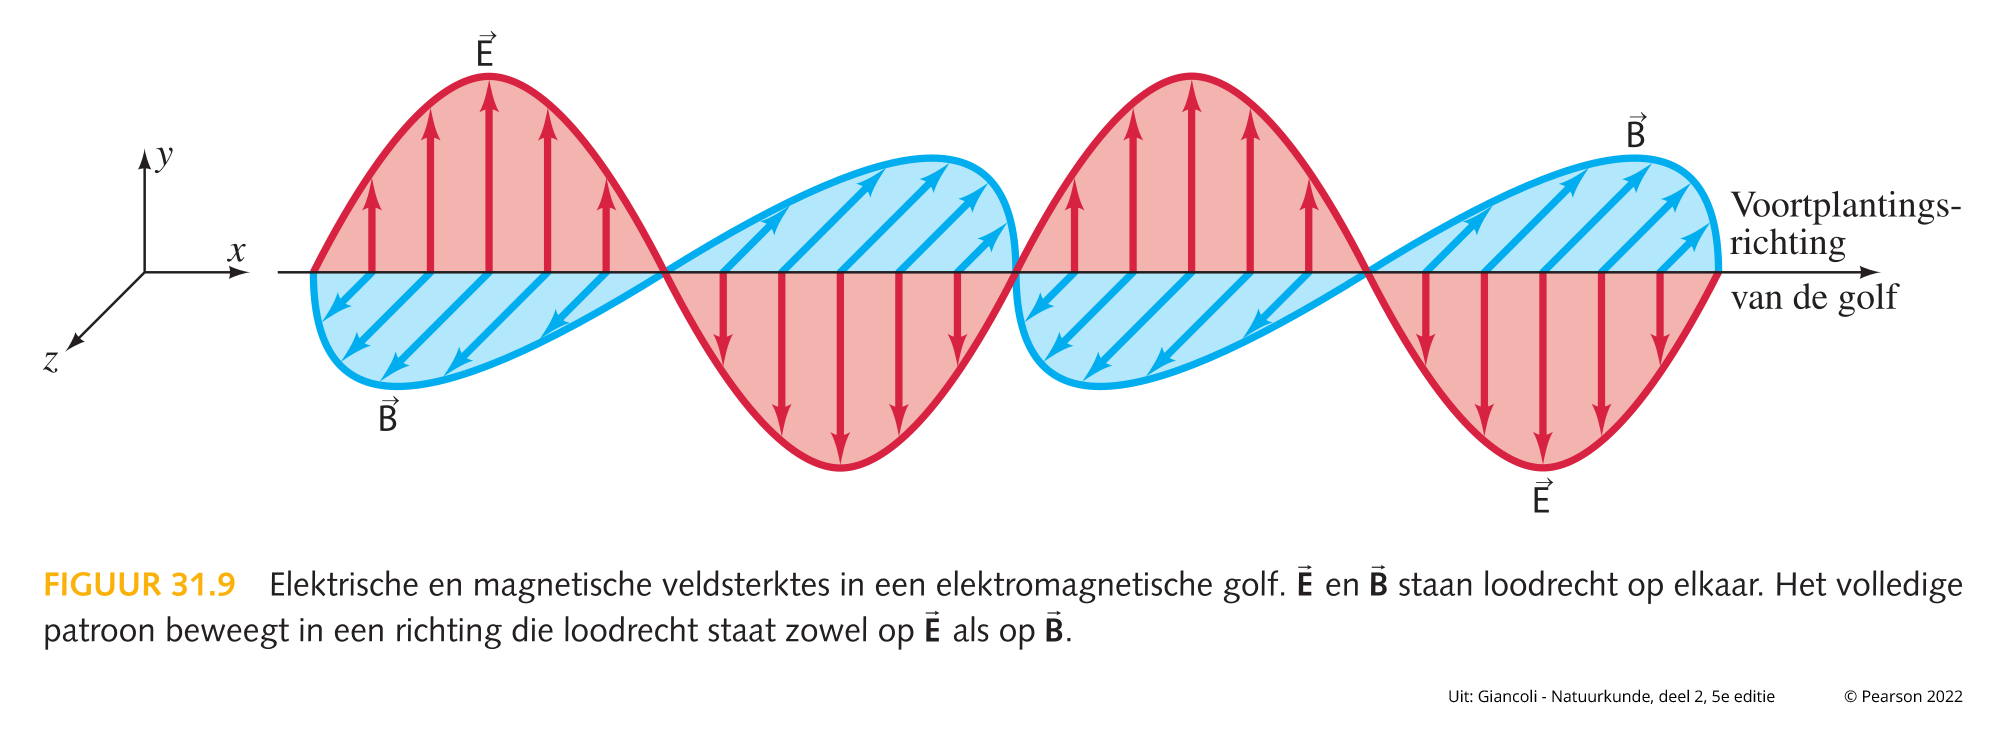 E⃗
y
B⃗
x
Voortplantings-
richting
van de golf
z
B⃗
E⃗
FIGUUR 31.9 Elektrische en magnetische veldsterktes in een elektromagnetische golf. E⃗ en B⃗ staan loodrecht op elkaar. Het volledige
patroon beweegt in een richting die loodrecht staat zowel op E⃗ als op B⃗.
Uit: Giancoli - Natuurkunde, deel 2, 5e editie © Pearson 2022